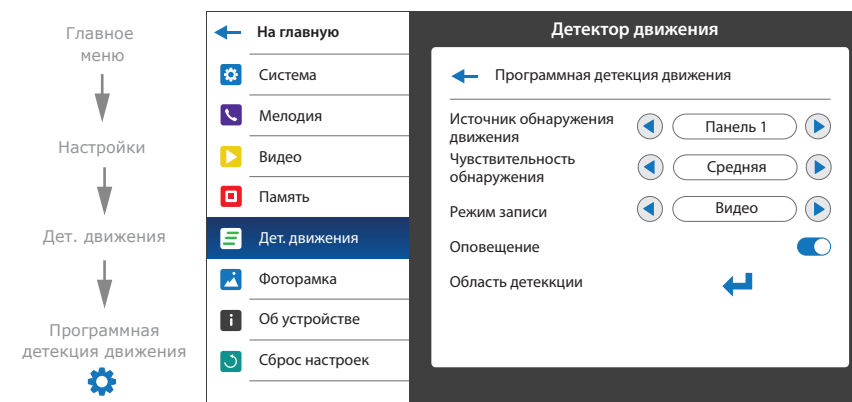 Главное
меню
Настройки
Дет. движения
Программная
детекция движения
На главную
Система
Мелодия
Видео
Память
Дет. движения
Фоторамка
Об устройстве
Сброс настроек
Детектор движения
Программная детекция движения
Источник обнаружения
движения
Панель 1
Чувствительность
обнаружения
Средняя
Режим записи
Видео
Оповещение
Область детеккции